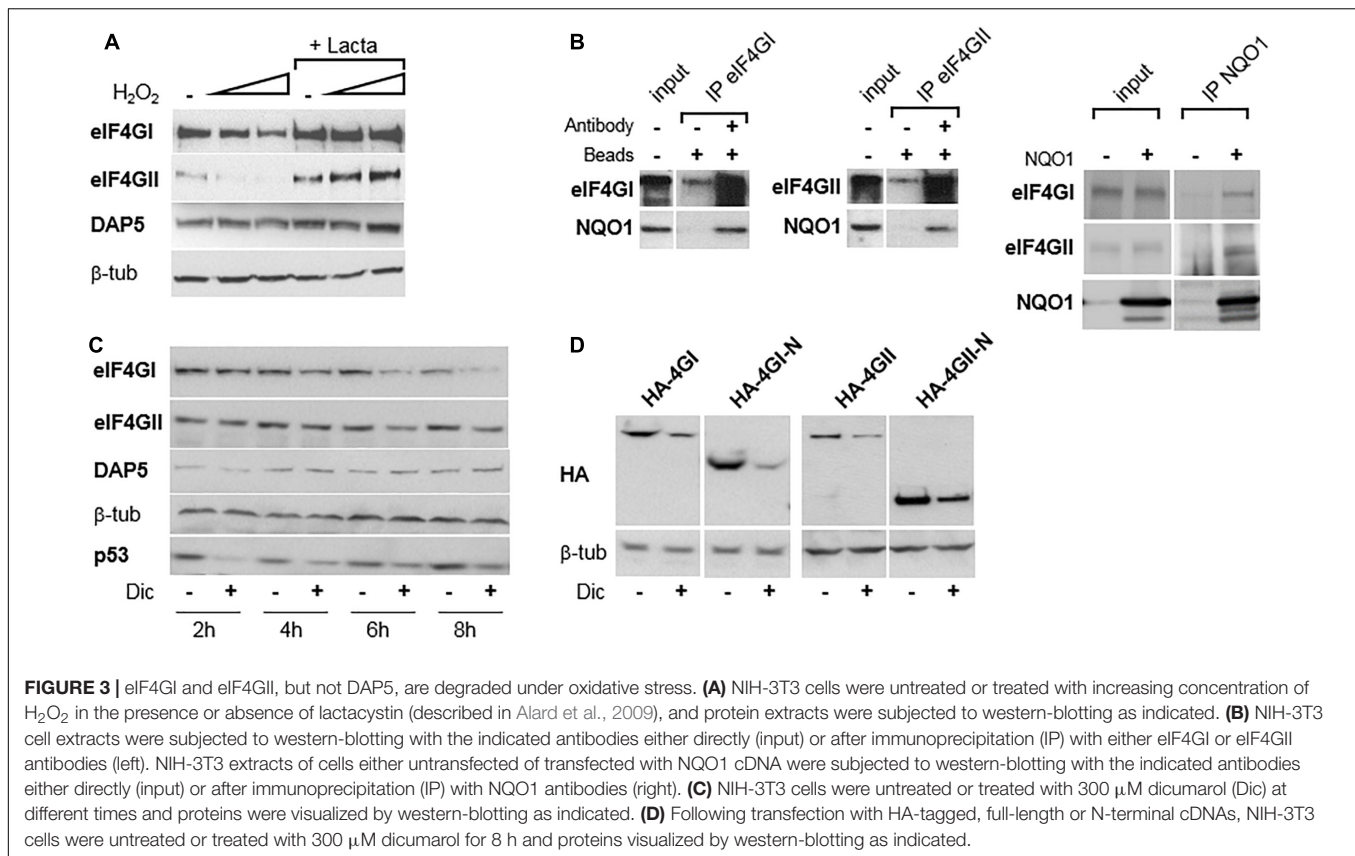 A
+ Lacta
H₂O₂
-
-
eIF4GI
eIF4GII
DAP5
β-tub
B
input
IP eIF4GI
Antibody - - +
Beads - + +
eIF4GI
NQO1
input
IP eIF4GII
- - +
- + +
eIF4GII
NQO1
input
IP NQO1
NQO1 - + - +
eIF4GI
eIF4GII
NQO1
C
eIF4GI
eIF4GII
DAP5
β-tub
p53
Dic - + - + - + - +
2h 4h 6h 8h
D
HA-4GI
HA-4GI-N
HA-4GII
HA-4GII-N
HA
β-tub
Dic - + - + - + - +
FIGURE 3 | eIF4GI and eIF4GII, but not DAP5, are degraded under oxidative stress. (A) NIH-3T3 cells were untreated or treated with increasing concentration of
H₂O₂ in the presence or absence of lactacystin (described in Alard et al., 2009), and protein extracts were subjected to western-blotting as indicated. (B) NIH-3T3
cell extracts were subjected to western-blotting with the indicated antibodies either directly (input) or after immunoprecipitation (IP) with either eIF4GI or eIF4GII
antibodies (left). NIH-3T3 extracts of cells either untransfected of transfected with NQO1 cDNA were subjected to western-blotting with the indicated antibodies
either directly (input) or after immunoprecipitation (IP) with NQO1 antibodies (right). (C) NIH-3T3 cells were untreated or treated with 300 μM dicumarol (Dic) at
different times and proteins were visualized by western-blotting as indicated. (D) Following transfection with HA-tagged, full-length or N-terminal cDNAs, NIH-3T3
cells were untreated or treated with 300 μM dicumarol for 8 h and proteins visualized by western-blotting as indicated.